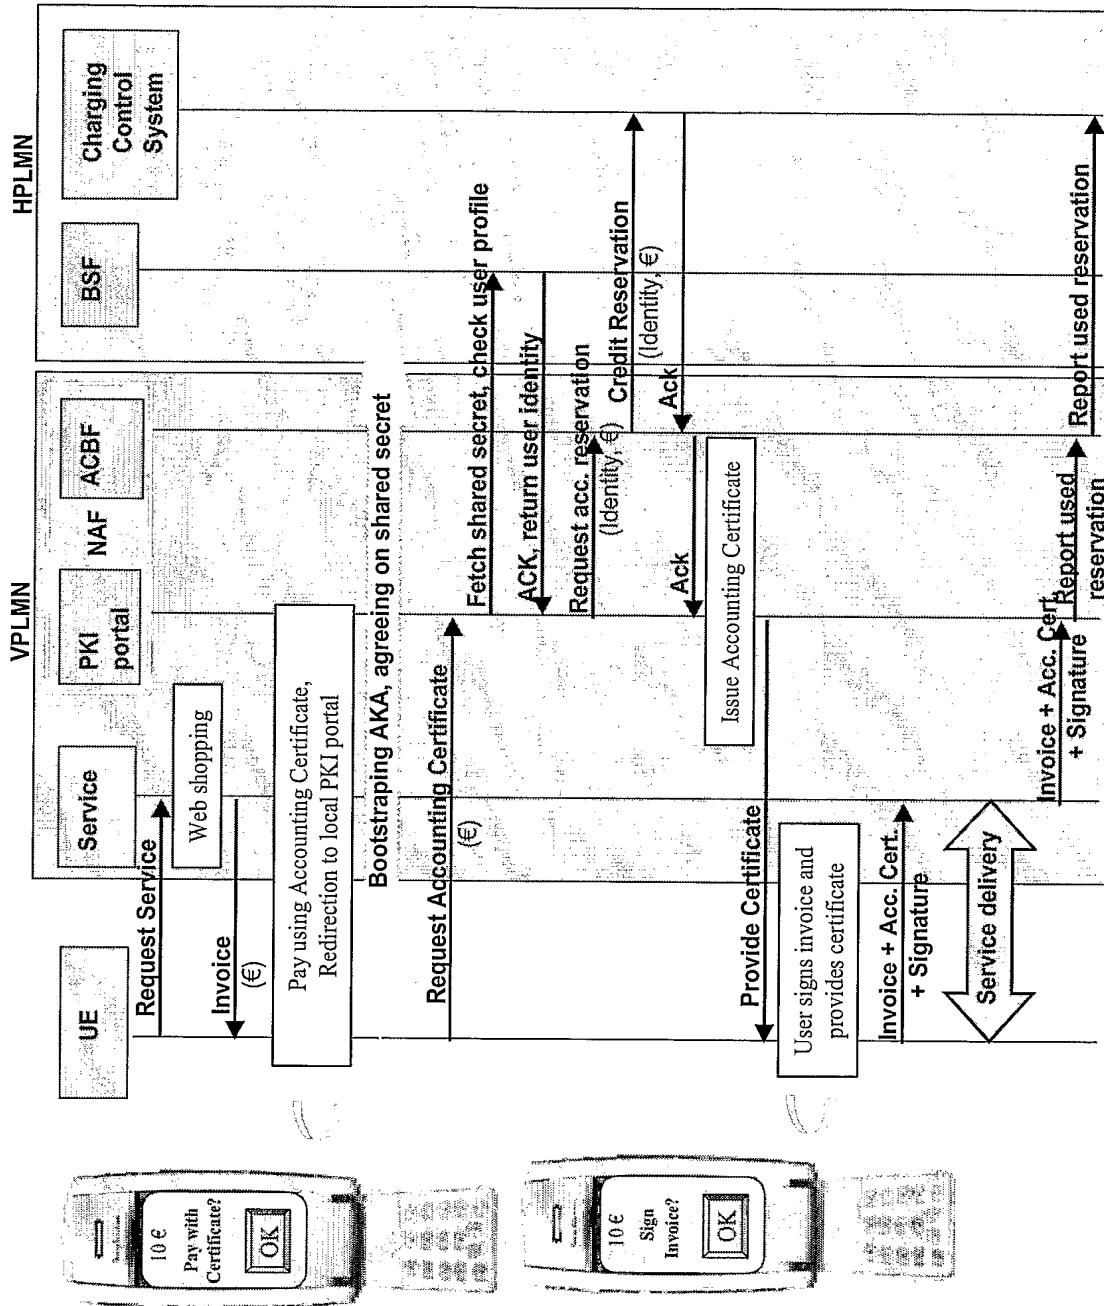 VPLMN
HPLMN
UE
Service
PKI
portal
NAF
ACBF
BSF
Charging
Control
System
Request Service
Web shopping
Invoice
(€)
Pay using Accounting Certificate,
Redirection to local PKI portal
Bootstraping AKA, agreeing on shared secret
Request Accounting Certificate
(€)
Fetch shared secret, check user profile
ACK, return user identity
Request acc. reservation
(Identity, €)
Credit Reservation
(Identity, €)
Ack
Ack
Issue Accounting Certificate
Provide Certificate
User signs invoice and
provides certificate
Invoice + Acc. Cert.
+ Signature
Service delivery
Invoice + Acc. Cert.
+ Signature
Report used
reservation
Report used reservation
10 €
Pay with
Certificate?
OK
10 €
Sign
Invoice?
OK